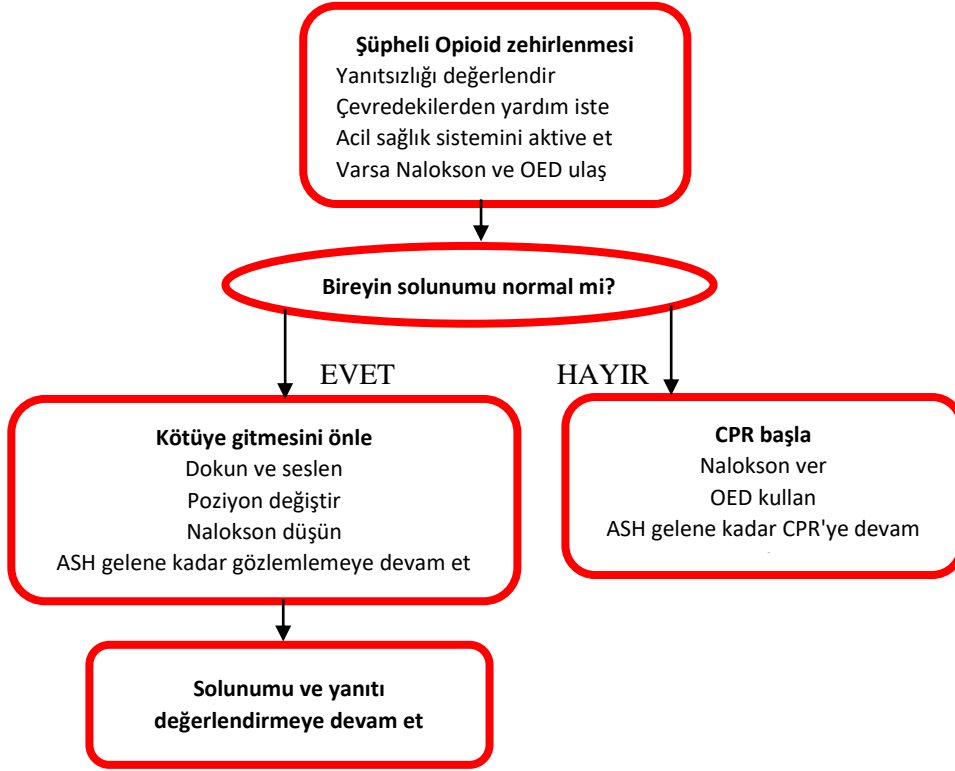 Şüpheli Opioid zehirlenmesi
Yanıtsızlığı değerlendir
Çevredekilerden yardım iste
Acil sağlık sistemini aktive et
Varsa Nalokson ve OED ulaş
Bireyin solunumu normal mi?
EVET
HAYIR
Kötüye gitmesini önle
Dokun ve seslen
Poziyon değiştir
Nalokson düşün
ASH gelene kadar gözlemlemeye devam et
CPR başla
Nalokson ver
OED kullan
ASH gelene kadar CPR'ye devam
Solunumu ve yanıtı
değerlendirmeye devam et